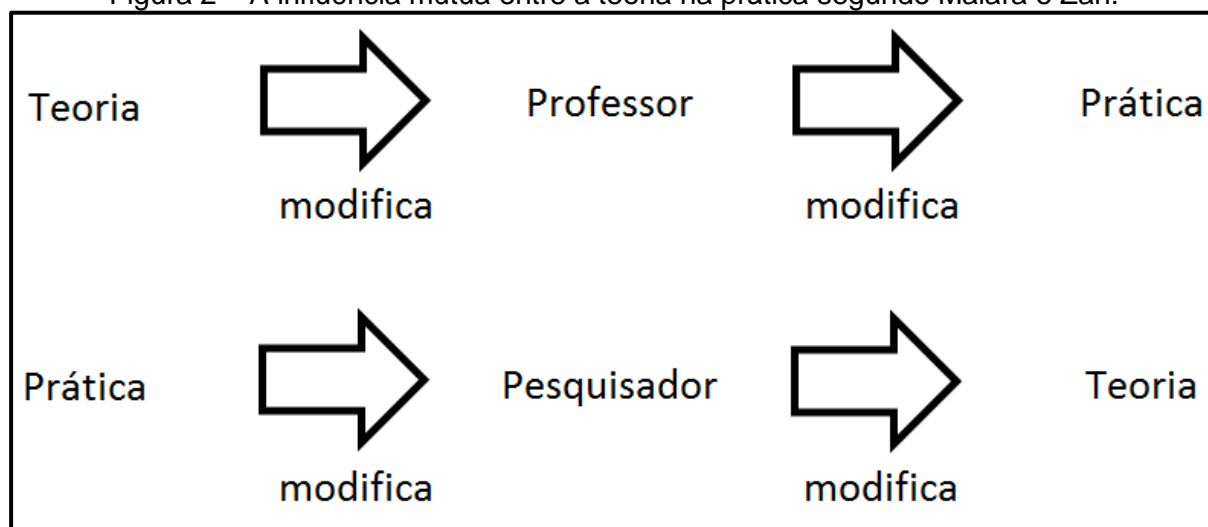 Figura 2 – A influência mútua entre a teoria na prática segundo Malara e Zan.
Teoria Professor Prática
modifica modifica
Prática Pesquisador Teoria
modifica modifica